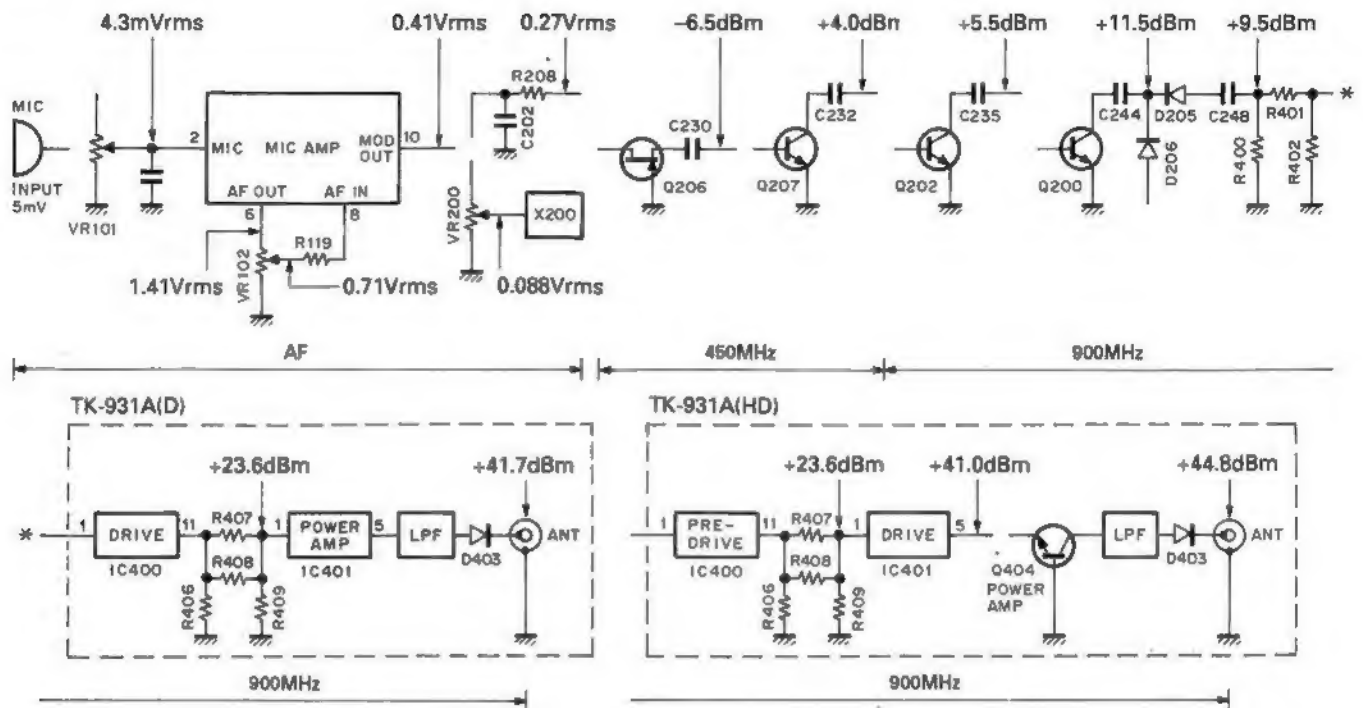 4.3mVrms 0.41Vrms 0.27Vrms −6.5dBm +4.0dBm +5.5dBm +11.5dBm +9.5dBm
MIC
INPUT
5mV
VR101
2
MIC
MIC AMP
MOD
OUT
10
AF OUT
AF IN
6
8
R119
VR102
1.41Vrms
0.71Vrms
R208
C202
VR200
X200
0.088Vrms
C230
Q206
C232
Q207
C235
Q202
C244
D205
C248
R401
*
Q200
D206
R400
R402
AF
450MHz
900MHz
TK-931A(D)
+23.6dBm
+41.7dBm
*
1
DRIVE
11
IC400
R407
R408
R406
R409
1
POWER
AMP
5
IC401
LPF
D403
ANT
900MHz
TK-931A(HD)
+23.6dBm
+41.0dBm
+44.8dBm
1
PRE-
DRIVE
11
IC400
R407
R408
R406
R409
1
DRIVE
5
IC401
Q404
POWER
AMP
LPF
D403
ANT
900MHz